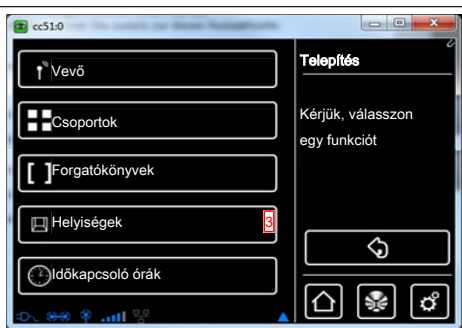 cc51:0
Vevő
Csoportok
Forgatókönyvek
Helyiségek
3
Időkapcsoló órák
Telepítés
Kérjük, válasszon
egy funkciót